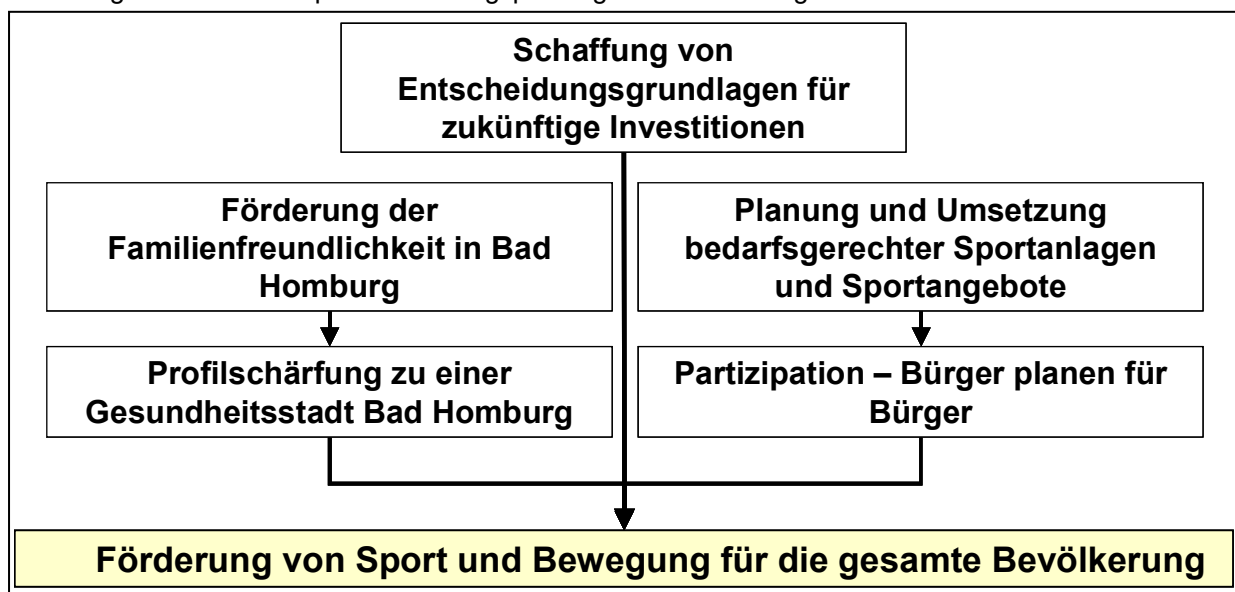 Schaffung von
Entscheidungsgrundlagen für
zukünftige Investitionen
Förderung der
Familienfreundlichkeit in Bad
Homburg
Planung und Umsetzung
bedarfsgerechter Sportanlagen
und Sportangebote
Profilschärfung zu einer
Gesundheitsstadt Bad Homburg
Partizipation – Bürger planen für
Bürger
Förderung von Sport und Bewegung für die gesamte Bevölkerung